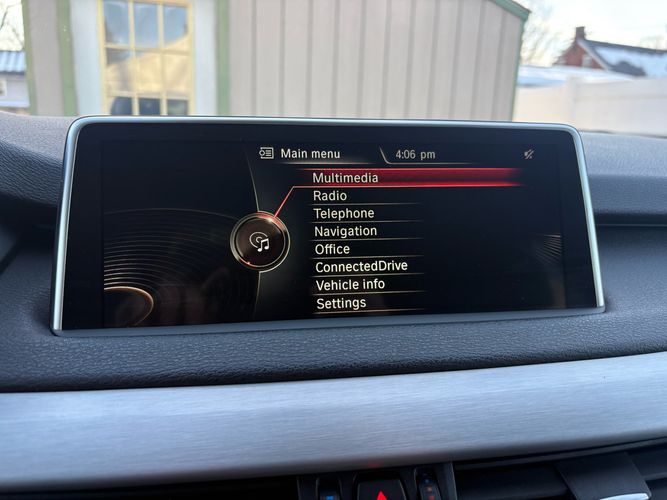 Main menu
4:06 pm
Multimedia
Radio
Telephone
Navigation
Office
ConnectedDrive
Vehicle info
Settings